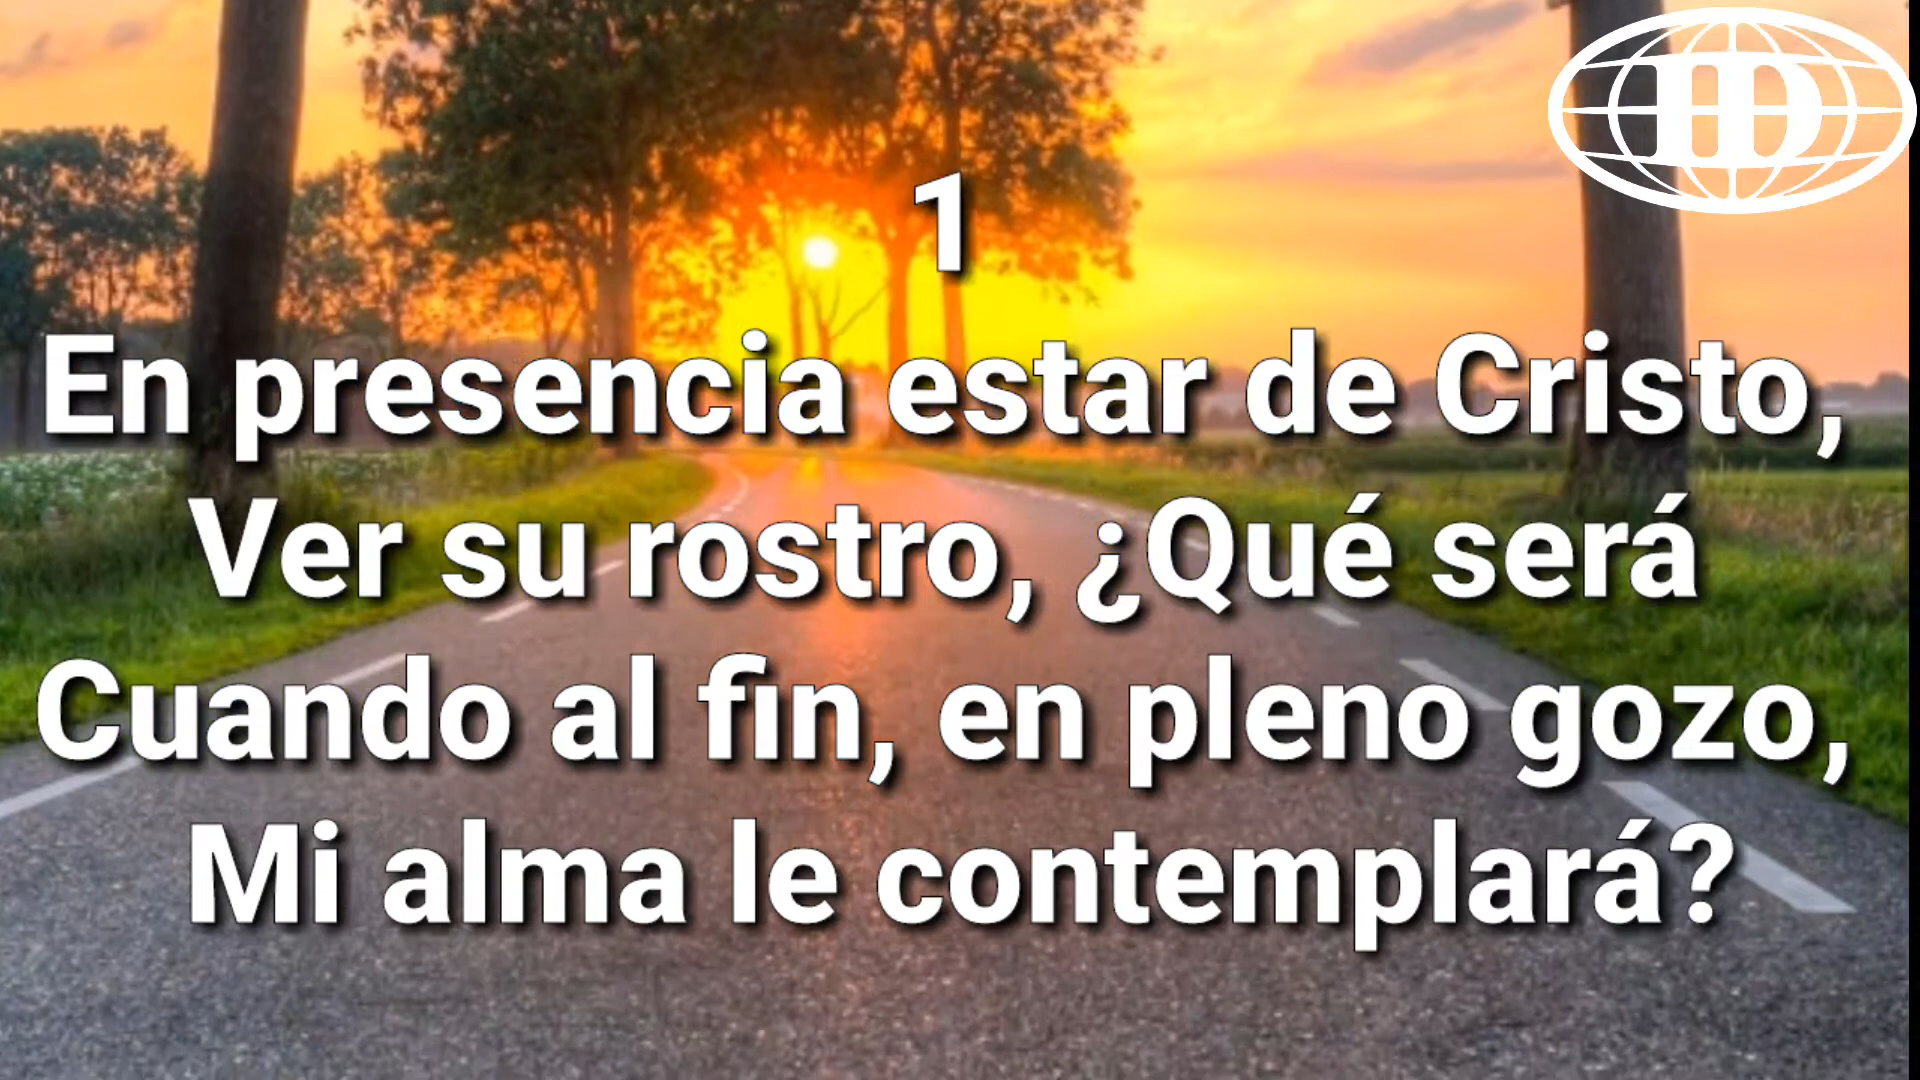 ID
1
En presencia estar de Cristo,
Ver su rostro, ¿Qué será
Cuando al fin, en pleno gozo,
Mi alma le contemplará?